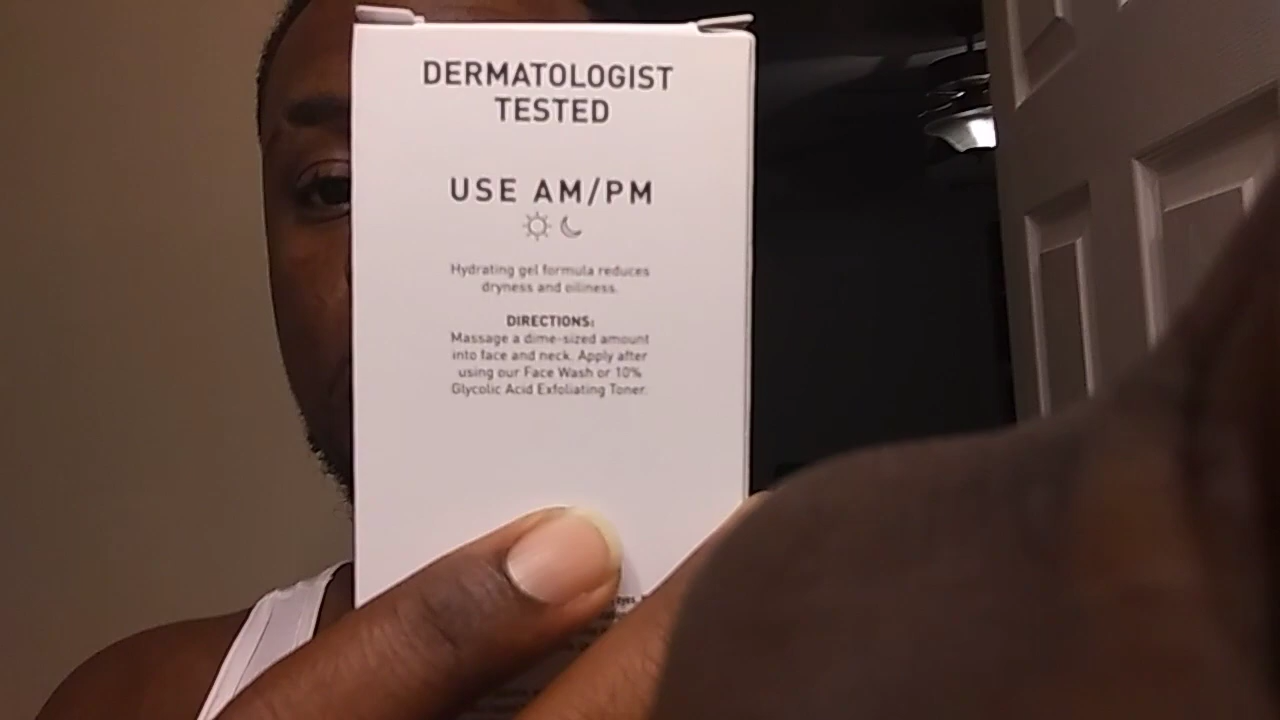 DERMATOLOGIST
TESTED
USE AM/PM
Hydrating gel formula reduces
dryness and oiliness.
DIRECTIONS:
Massage a dime-sized amount
into face and neck. Apply after
using our Face Wash or 10%
Glycolic Acid Exfoliating Toner.
eyes